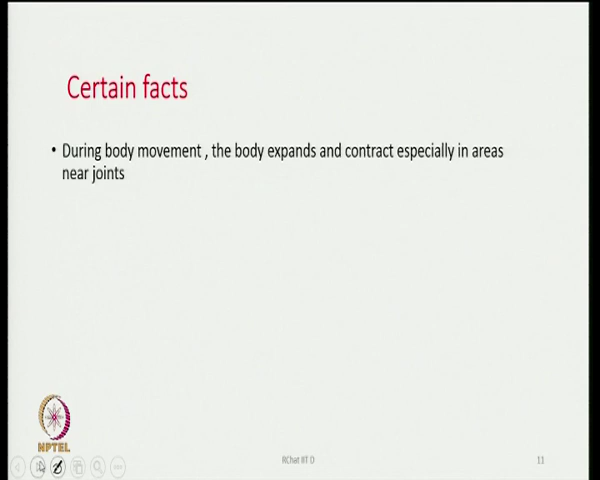 Certain facts
• During body movement , the body expands and contract especially in areas
near joints
NPTEL
RChat IIT D
11